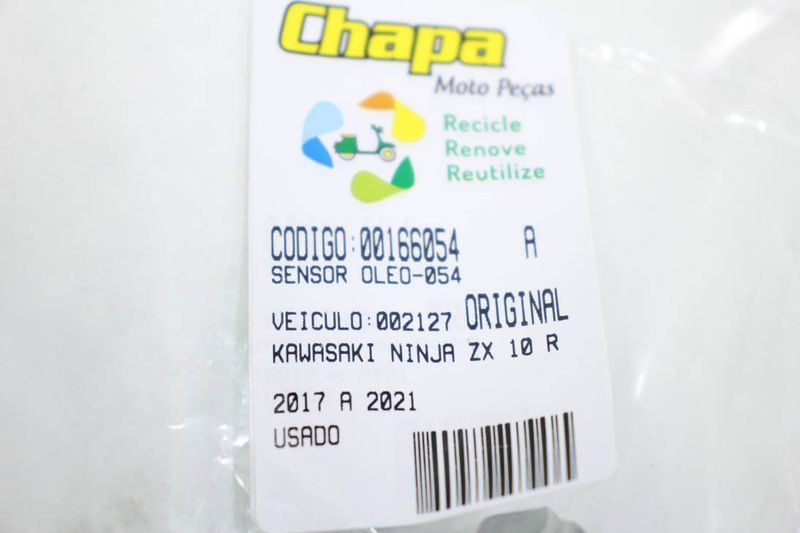 Chapa
Moto Peças
Recicle
Renove
Reutilize
CODIGO:00166054 A
SENSOR OLEO-054
VEICULO:002127 ORIGINAL
KAWASAKI NINJA ZX 10 R
2017 A 2021
USADO